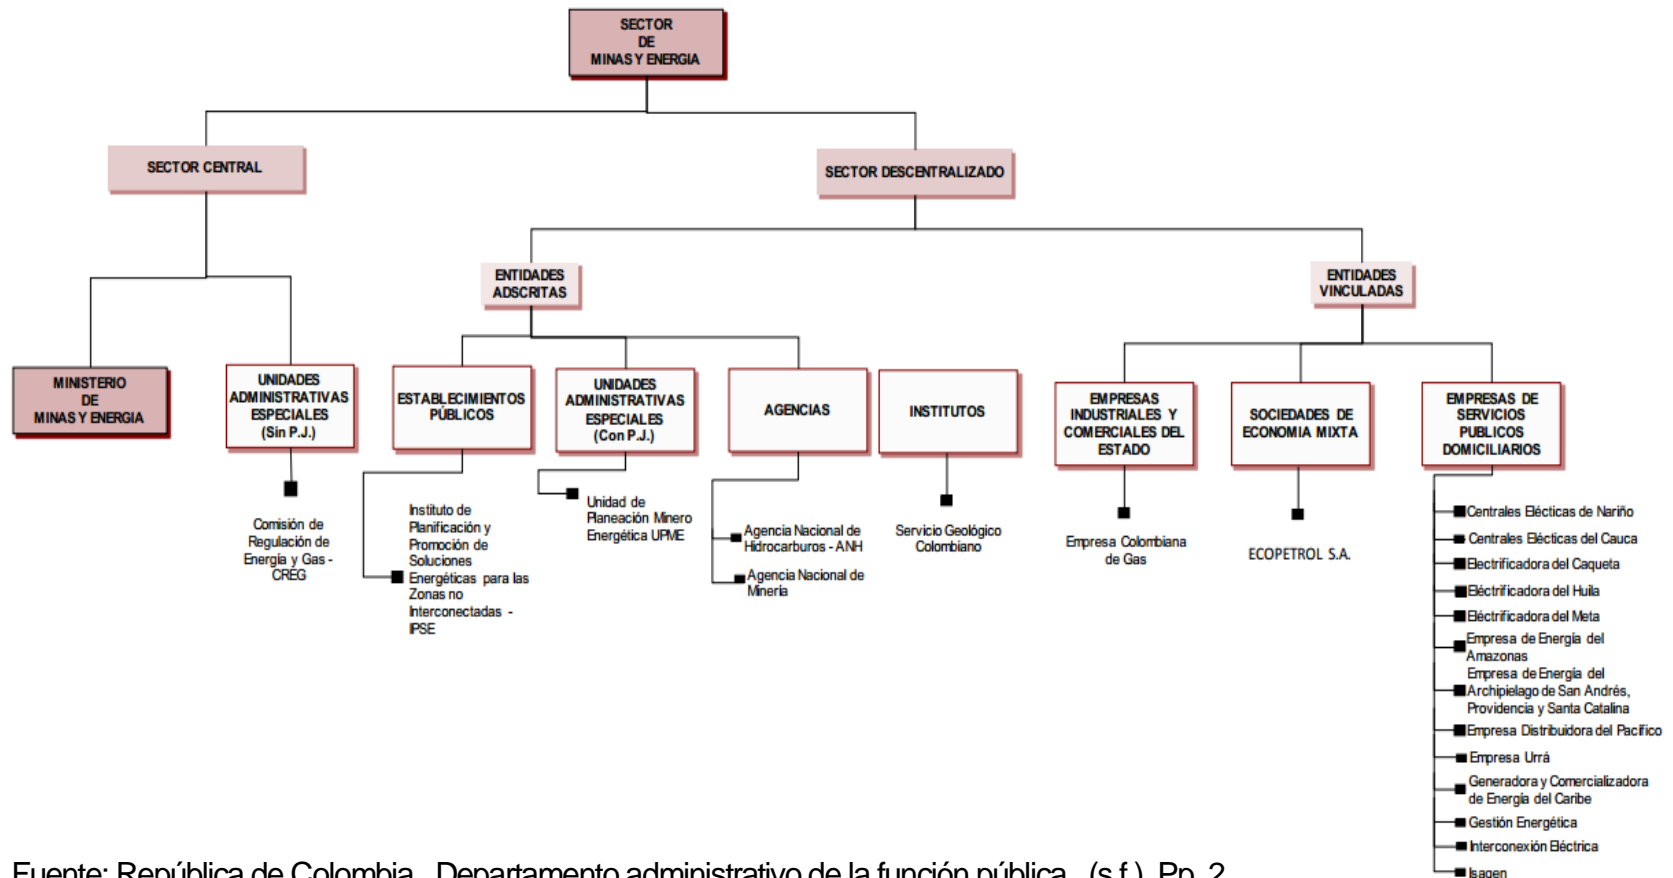 SECTOR
DE
MINAS Y ENERGIA
SECTOR CENTRAL
SECTOR DESCENTRALIZADO
ENTIDADES
ADSCRITAS
ENTIDADES
VINCULADAS
MINISTERIO
DE
MINAS Y ENERGIA
UNIDADES
ADMINISTRATIVAS
ESPECIALES
(Sin P.J.)
ESTABLECIMIENTOS
PÚBLICOS
UNIDADES
ADMINISTRATIVAS
ESPECIALES
(Con P.J.)
AGENCIAS
INSTITUTOS
EMPRESAS
INDUSTRIALES Y
COMERCIALES DEL
ESTADO
SOCIEDADES DE
ECONOMIA MIXTA
EMPRESAS DE
SERVICIOS
PUBLICOS
DOMICILIARIOS
Comisión de
Regulación de
Energía y Gas -
CREG
Instituto de
Planificación y
Promoción de
Soluciones
Energéticas para las
Zonas no
Interconectadas -
IPSE
Unidad de
Planeación Minero
Energética UPME
Agencia Nacional de
Hidrocarburos - ANH
Agencia Nacional de
Minería
Servicio Geológico
Colombiano
Empresa Colombiana
de Gas
ECOPETROL S.A.
Centrales Elécticas de Nariño
Centrales Elécticas del Cauca
Electrificadora del Caqueta
Eléctrificadora del Huila
Eléctrificadora del Meta
Empresa de Energía del
Amazonas
Empresa de Energía del
Archipielago de San Andrés,
Providencia y Santa Catalina
Empresa Distribuidora del Pacífico
Empresa Urrá
Generadora y Comercializadora
de Energía del Caribe
Gestión Energética
Interconexión Eléctrica
Isagen
Fuente: República de Colombia. Departamento administrativo de la función pública. (s.f.). Pp. 2